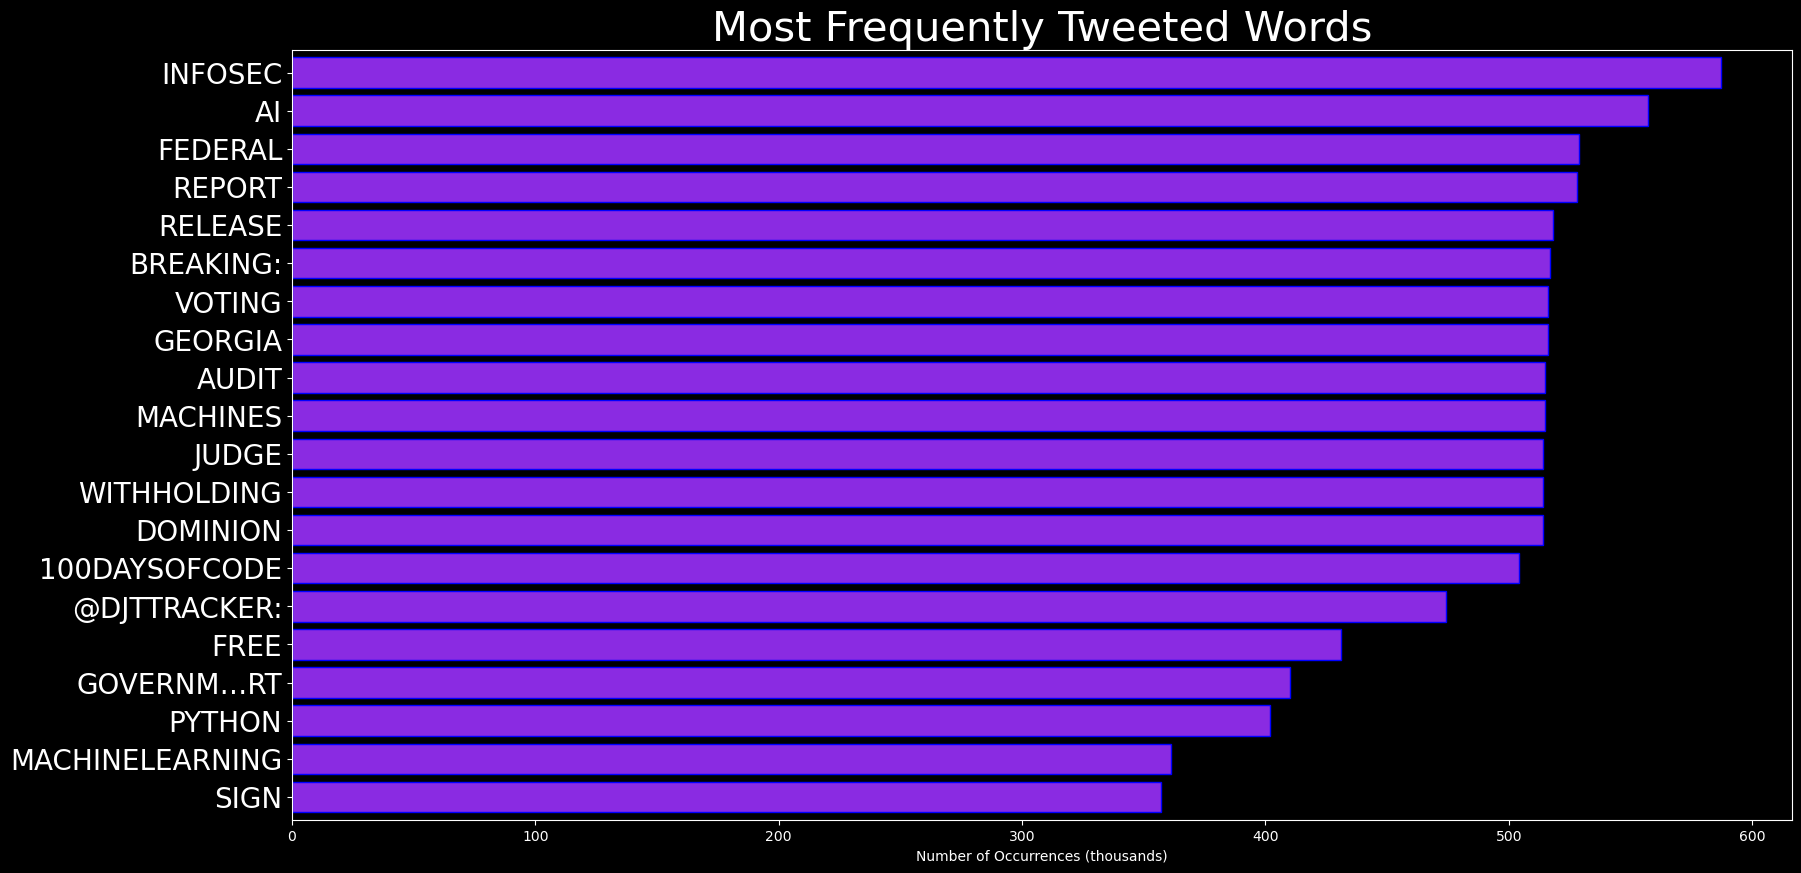 Most Frequently Tweeted Words
INFOSEC
AI
FEDERAL
REPORT
RELEASE
BREAKING:
VOTING
GEORGIA
AUDIT
MACHINES
JUDGE
WITHHOLDING
DOMINION
100DAYSOFCODE
@DJTTRACKER:
FREE
GOVERNM…RT
PYTHON
MACHINELEARNING
SIGN
0 100 200 300 400 500 600
Number of Occurrences (thousands)